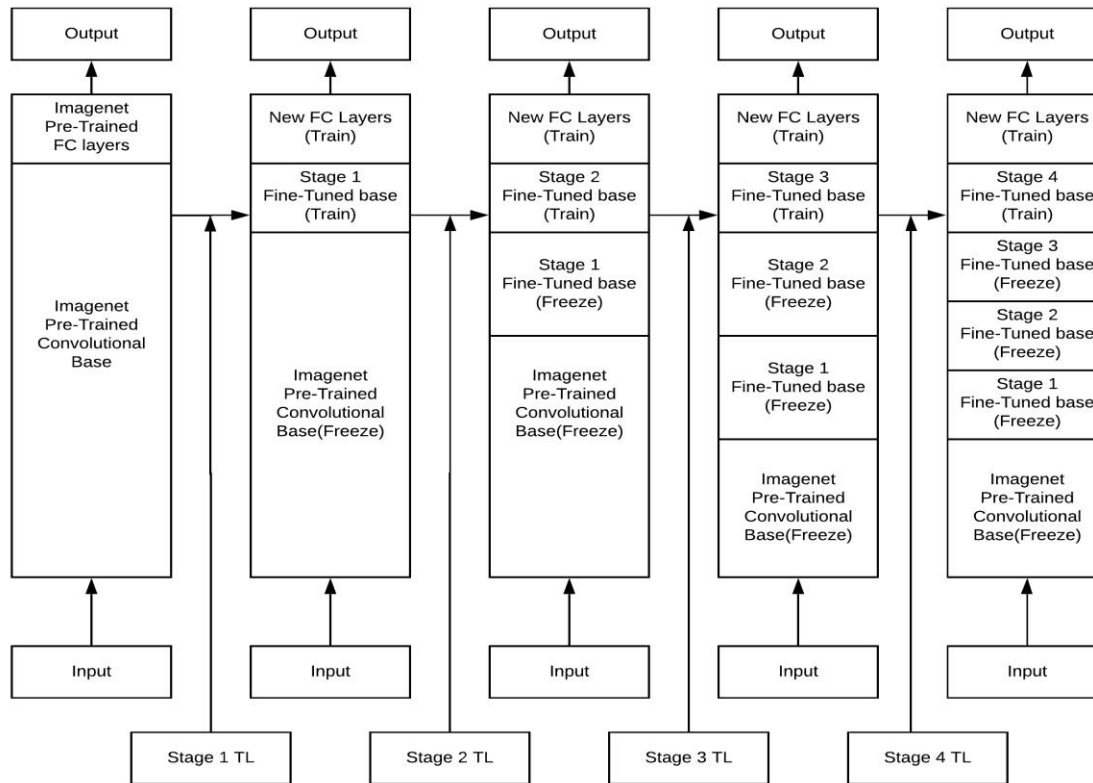 Output
Imagenet
Pre-Trained
FC layers
Imagenet
Pre-Trained
Convolutional
Base
Input
Stage 1 TL
Output
New FC Layers
(Train)
Stage 1
Fine-Tuned base
(Train)
Imagenet
Pre-Trained
Convolutional
Base(Freeze)
Input
Stage 2 TL
Output
New FC Layers
(Train)
Stage 2
Fine-Tuned base
(Train)
Stage 1
Fine-Tuned base
(Freeze)
Imagenet
Pre-Trained
Convolutional
Base(Freeze)
Input
Stage 3 TL
Output
New FC Layers
(Train)
Stage 3
Fine-Tuned base
(Train)
Stage 2
Fine-Tuned base
(Freeze)
Stage 1
Fine-Tuned base
(Freeze)
Imagenet
Pre-Trained
Convolutional
Base(Freeze)
Input
Stage 4 TL
Output
New FC Layers
(Train)
Stage 4
Fine-Tuned base
(Train)
Stage 3
Fine-Tuned base
(Freeze)
Stage 2
Fine-Tuned base
(Freeze)
Stage 1
Fine-Tuned base
(Freeze)
Imagenet
Pre-Trained
Convolutional
Base(Freeze)
Input